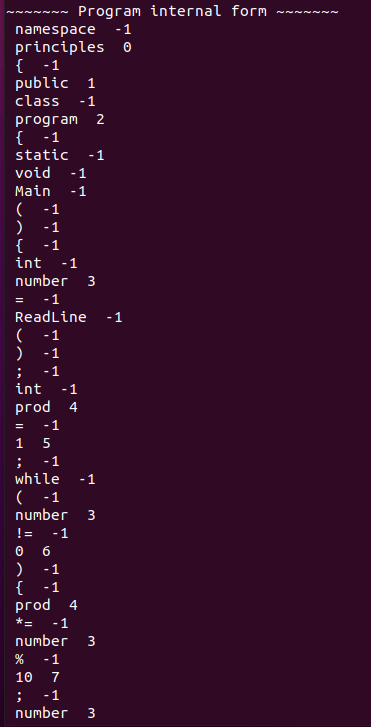 ~~~~~~~ Program internal form ~~~~~~~
namespace  -1
principles  0
{  -1
public  1
class  -1
program  2
{  -1
static  -1
void  -1
Main  -1
(  -1
)  -1
{  -1
int  -1
number  3
=  -1
ReadLine  -1
(  -1
)  -1
;  -1
int  -1
prod  4
=  -1
1  5
;  -1
while  -1
(  -1
number  3
!=  -1
0  6
)  -1
{  -1
prod  4
*=  -1
number  3
%  -1
10  7
;  -1
number  3